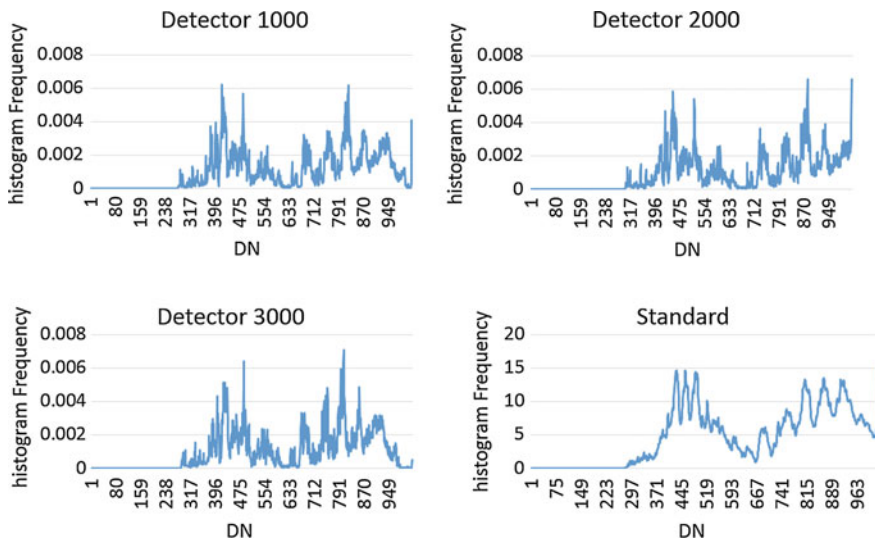 Detector 1000
histogram Frequency
0.008
0.006
0.004
0.002
0
1 80 159 238 317 396 475 554 633 712 791 870 949
DN
Detector 2000
histogram Frequency
0.008
0.006
0.004
0.002
0
1 80 159 238 317 396 475 554 633 712 791 870 949
DN
Detector 3000
histogram Frequency
0.008
0.006
0.004
0.002
0
1 80 159 238 317 396 475 554 633 712 791 870 949
DN
Standard
histogram Frequency
20
15
10
5
0
1 75 149 223 297 371 445 519 593 667 741 815 889 963
DN